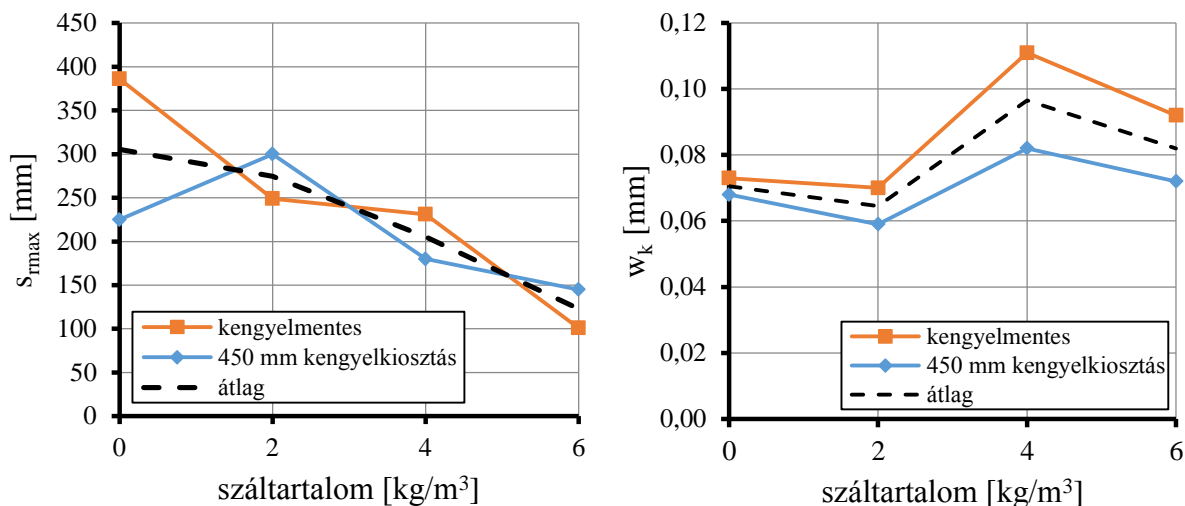 450
400
350
300
250
200
150
100
50
0
s_rmax [mm]
kengyelmentes
450 mm kengyelkiosztás
átlag
0 2 4 6
száltartalom [kg/m³]
0,12
0,10
0,08
0,06
0,04
0,02
0,00
w_k [mm]
kengyelmentes
450 mm kengyelkiosztás
átlag
0 2 4 6
száltartalom [kg/m³]